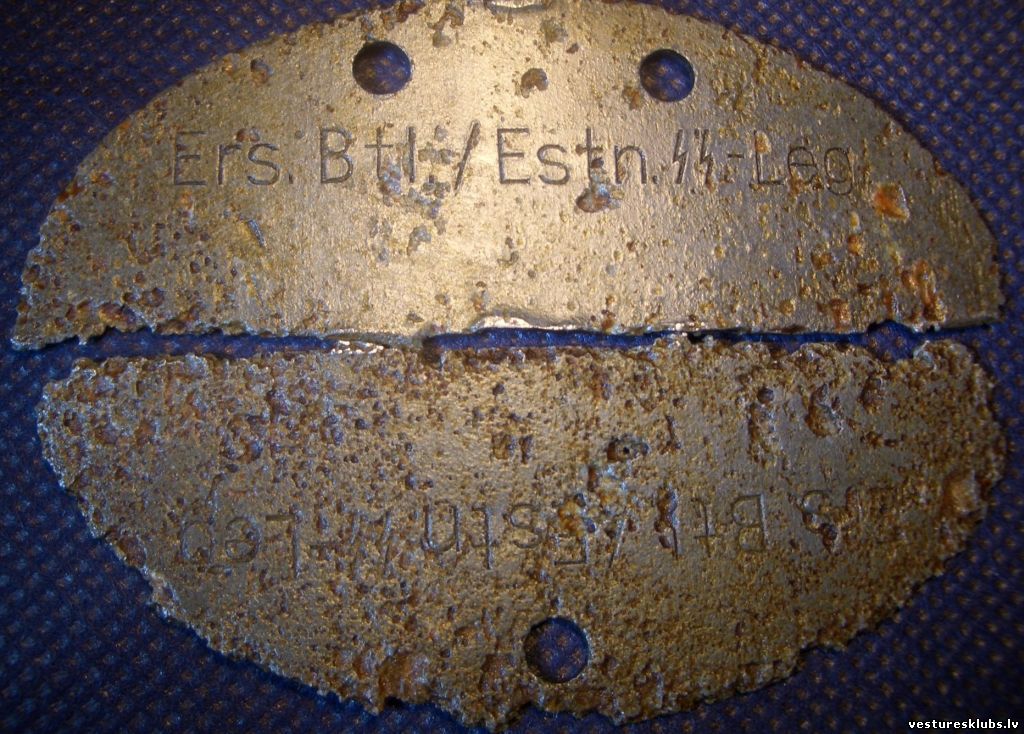 Ers. Btl./Estn.ᛋᛋ-Leg
Btl/Estn ᛋᛋ-Leg
vesturesklubs.lv